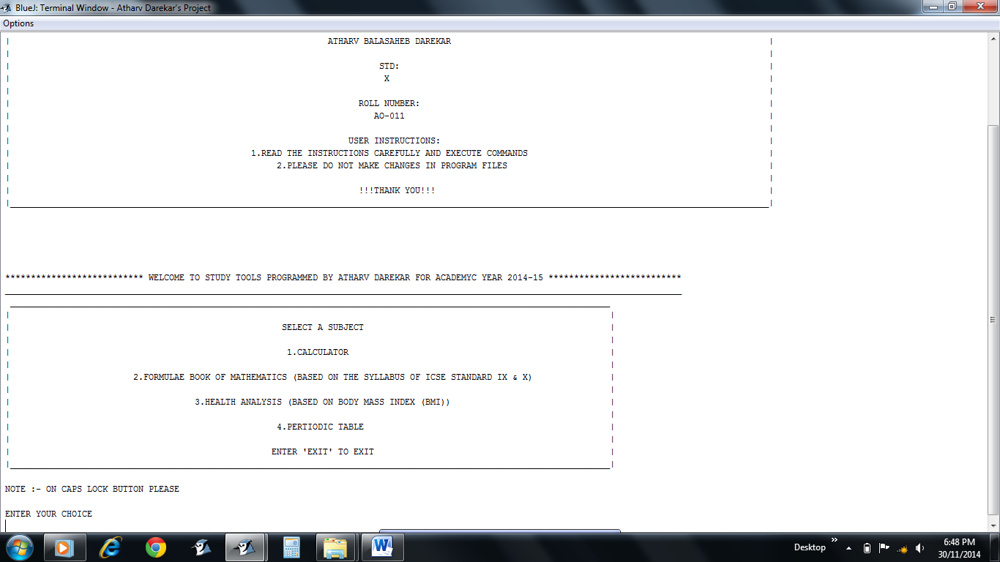 BlueJ: Terminal Window - Atharv Darekar's Project
Options
ATHARV BALASAHEB DAREKAR
STD:
X
ROLL NUMBER:
AO-011
USER INSTRUCTIONS:
1.READ THE INSTRUCTIONS CAREFULLY AND EXECUTE COMMANDS
2.PLEASE DO NOT MAKE CHANGES IN PROGRAM FILES
!!!THANK YOU!!!
*************************** WELCOME TO STUDY TOOLS PROGRAMMED BY ATHARV DAREKAR FOR ACADEMYC YEAR 2014-15 **************************
SELECT A SUBJECT
1.CALCULATOR
2.FORMULAE BOOK OF MATHEMATICS (BASED ON THE SYLLABUS OF ICSE STANDARD IX & X)
3.HEALTH ANALYSIS (BASED ON BODY MASS INDEX (BMI))
4.PERTIODIC TABLE
ENTER 'EXIT' TO EXIT
NOTE :- ON CAPS LOCK BUTTON PLEASE
ENTER YOUR CHOICE
Desktop
6:48 PM
30/11/2014